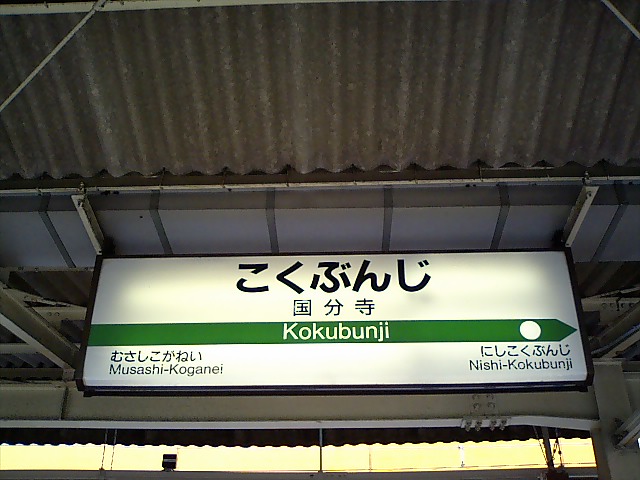 こくぶんじ
国分寺
Kokubunji
むさしこがねい
Musashi-Koganei
にしこくぶんじ
Nishi-Kokubunji